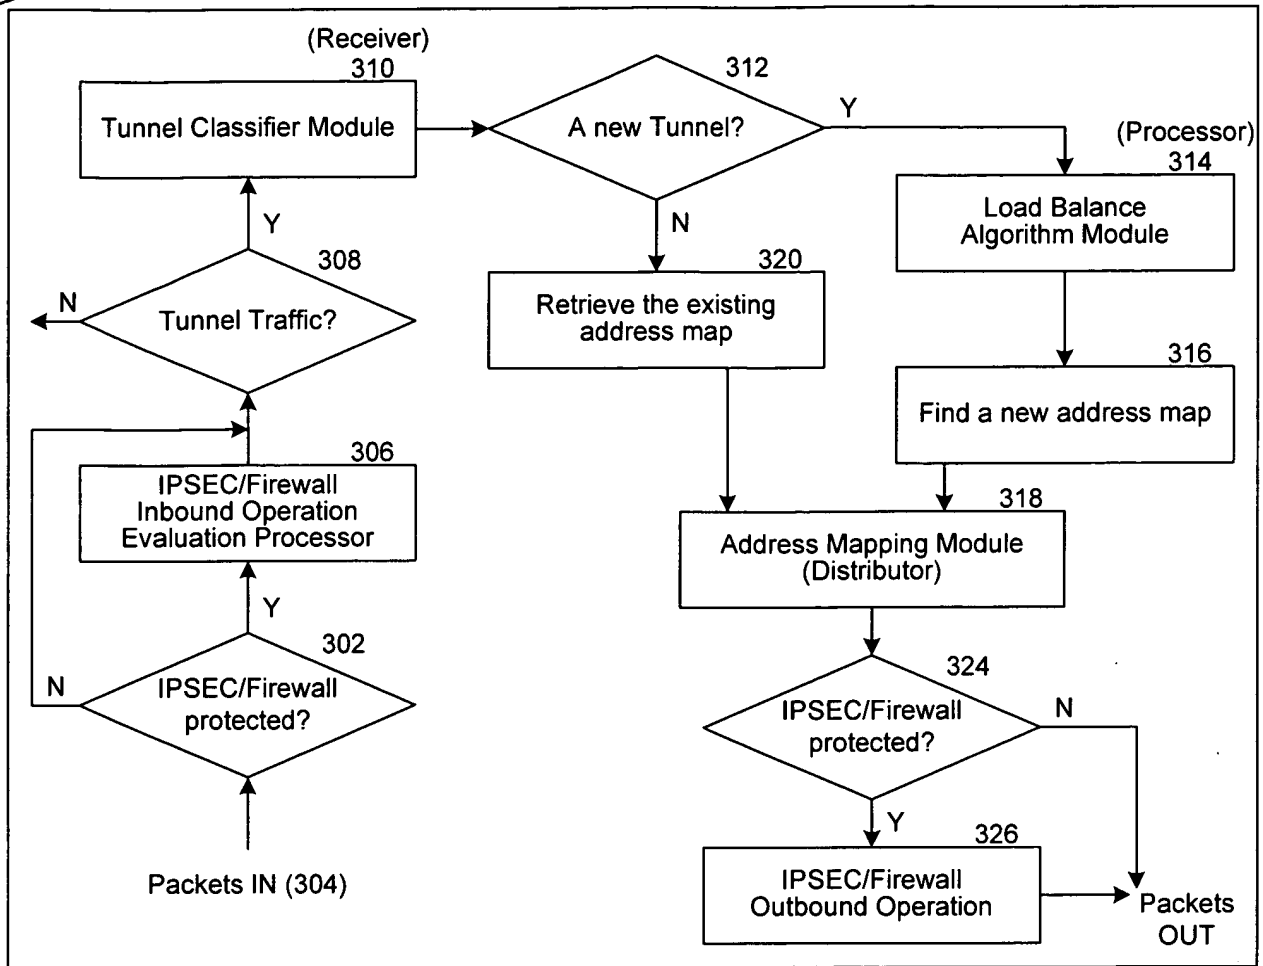 (Receiver)
310
Tunnel Classifier Module
312
A new Tunnel?
Y
(Processor)
314
Load Balance
Algorithm Module
Y
N
308
Tunnel Traffic?
N
320
Retrieve the existing
address map
316
Find a new address map
306
IPSEC/Firewall
Inbound Operation
Evaluation Processor
318
Address Mapping Module
(Distributor)
Y
302
IPSEC/Firewall
protected?
N
324
IPSEC/Firewall
protected?
N
Y
326
IPSEC/Firewall
Outbound Operation
Packets IN (304)
Packets
OUT